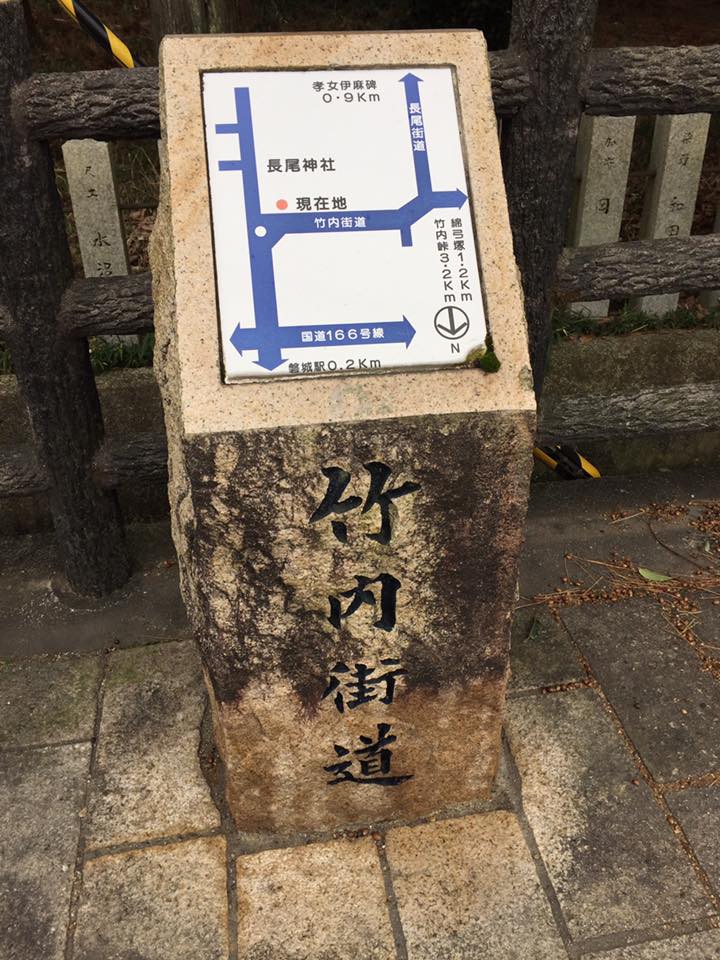 孝女伊麻碑
0.9Km
長尾街道
長尾神社
現在地
竹内街道
綿弓塚1.2Km
竹内峠3.2Km
N
国道166号線
磐城駅0.2Km
竹内街道